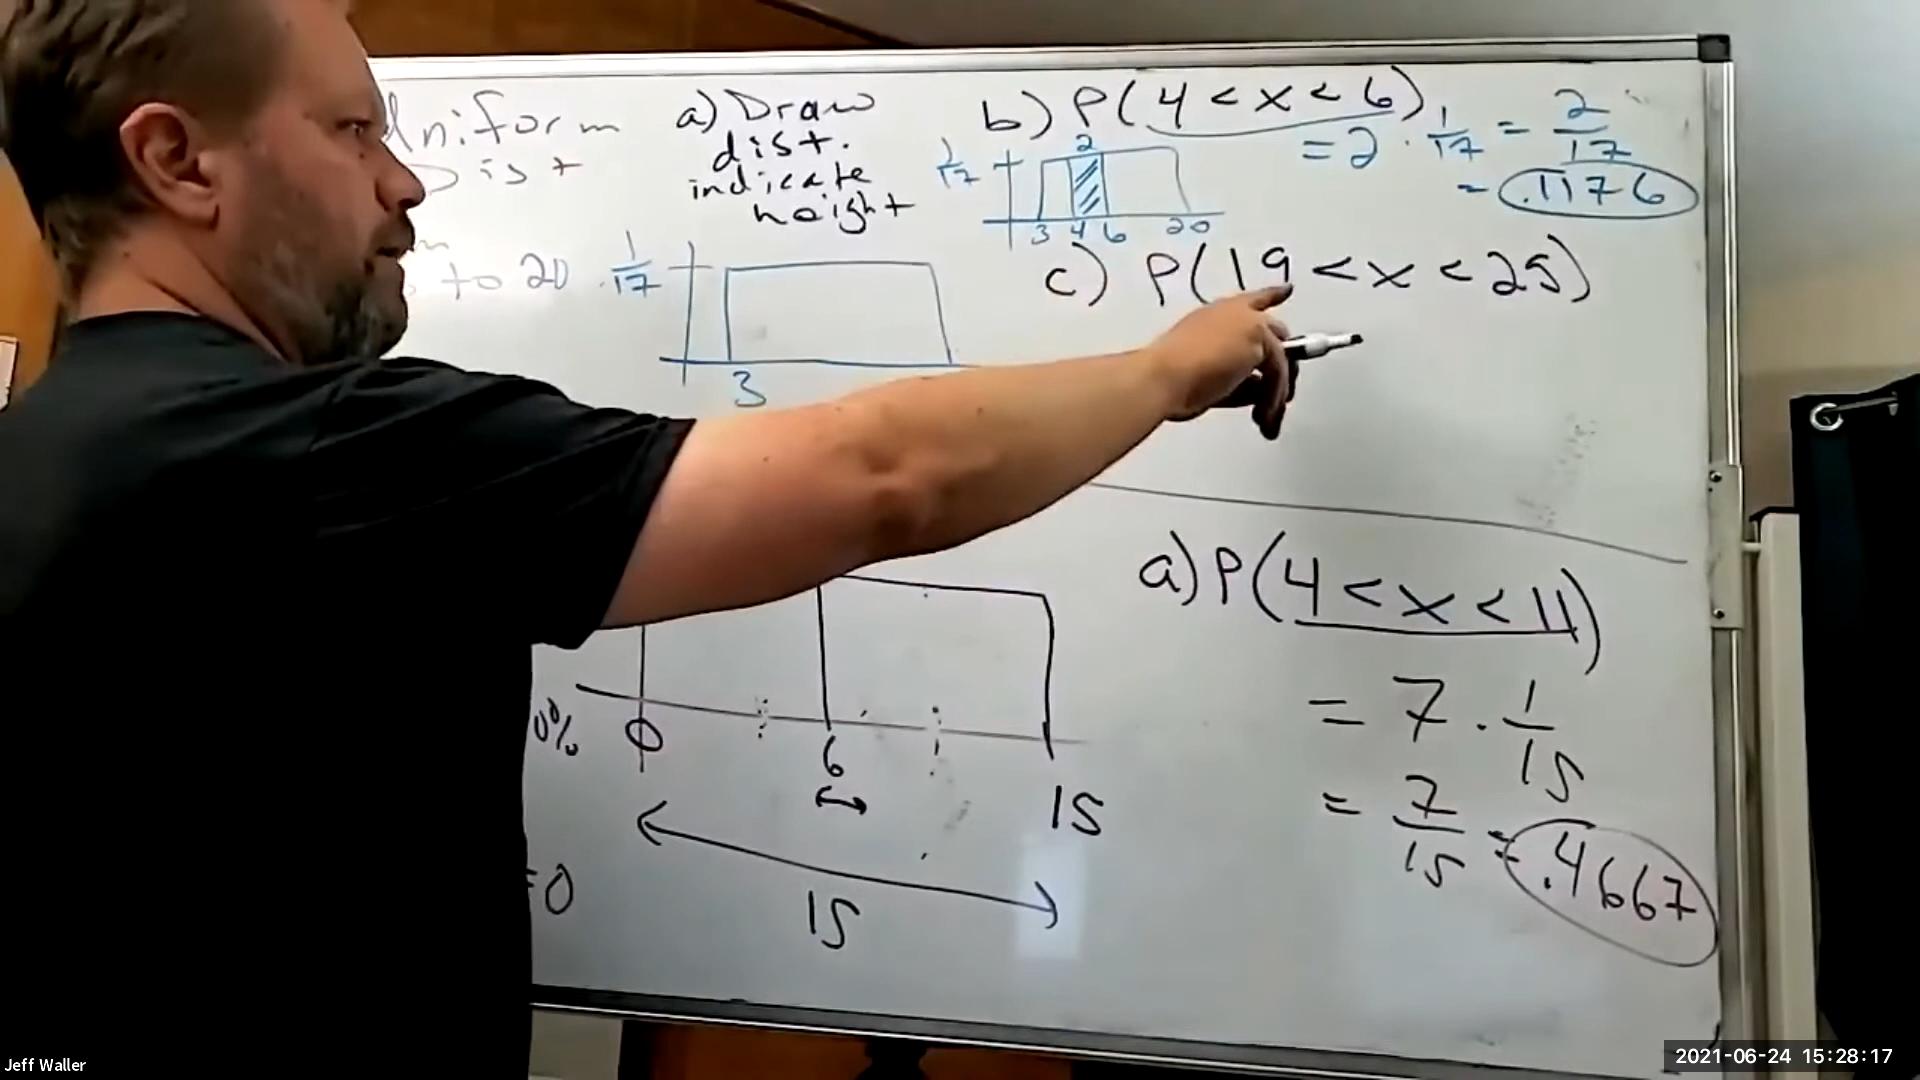 Uniform
Dist
to 20
a) Draw
dist.
indicate
height
1/17
3
b) P(4 < x < 6)
= 2 · 1/17 = 2/17
= .1176
1/17
2
3 4 6 20
c) P(19 < x < 25)
0%
0
6
15
15
=0
a) P(4 < x < 11)
= 7 · 1/15
= 7/15 = .4667
Jeff Waller
2021-06-24 15:28:17